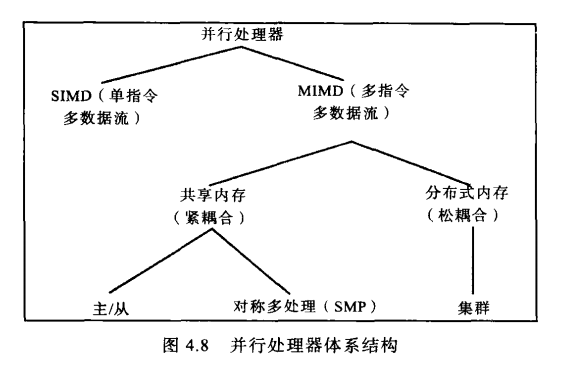 并行处理器
SIMD（单指令
多数据流）
MIMD（多指令
多数据流）
共享内存
（紧耦合）
分布式内存
（松耦合）
主/从
对称多处理（SMP）
集群
图 4.8 并行处理器体系结构